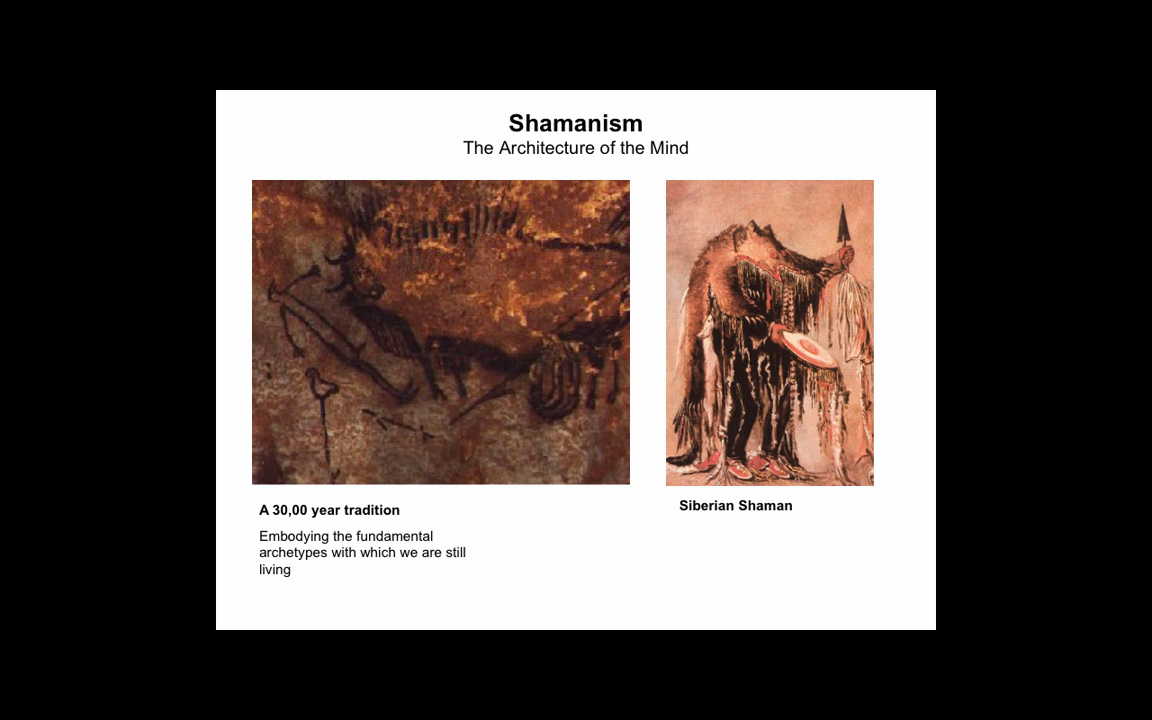 Shamanism
The Architecture of the Mind
A 30,00 year tradition
Embodying the fundamental
archetypes with which we are still
living
Siberian Shaman